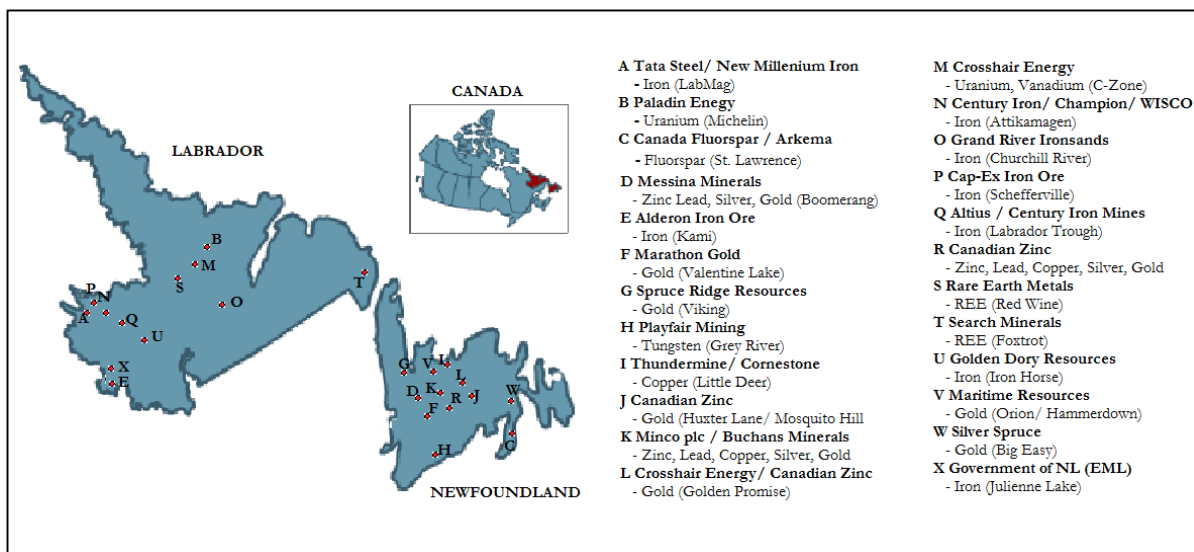 CANADA
LABRADOR
B
M
S
T
P
N
O
A
Q
U
X
E
G
V
I
L
D
K
J
W
R
F
C
H
NEWFOUNDLAND
A Tata Steel/ New Millenium Iron
- Iron (LabMag)
B Paladin Enegy
- Uranium (Michelin)
C Canada Fluorspar / Arkema
- Fluorspar (St. Lawrence)
D Messina Minerals
- Zinc Lead, Silver, Gold (Boomerang)
E Alderon Iron Ore
- Iron (Kami)
F Marathon Gold
- Gold (Valentine Lake)
G Spruce Ridge Resources
- Gold (Viking)
H Playfair Mining
- Tungsten (Grey River)
I Thundermine/ Cornestone
- Copper (Little Deer)
J Canadian Zinc
- Gold (Huxter Lane/ Mosquito Hill
K Minco plc / Buchans Minerals
- Zinc, Lead, Copper, Silver, Gold
L Crosshair Energy/ Canadian Zinc
- Gold (Golden Promise)
M Crosshair Energy
- Uranium, Vanadium (C-Zone)
N Century Iron/ Champion/ WISCO
- Iron (Attikamagen)
O Grand River Ironsands
- Iron (Churchill River)
P Cap-Ex Iron Ore
- Iron (Schefferville)
Q Altius / Century Iron Mines
- Iron (Labrador Trough)
R Canadian Zinc
- Zinc, Lead, Copper, Silver, Gold
S Rare Earth Metals
- REE (Red Wine)
T Search Minerals
- REE (Foxtrot)
U Golden Dory Resources
- Iron (Iron Horse)
V Maritime Resources
- Gold (Orion/ Hammerdown)
W Silver Spruce
- Gold (Big Easy)
X Government of NL (EML)
- Iron (Julienne Lake)